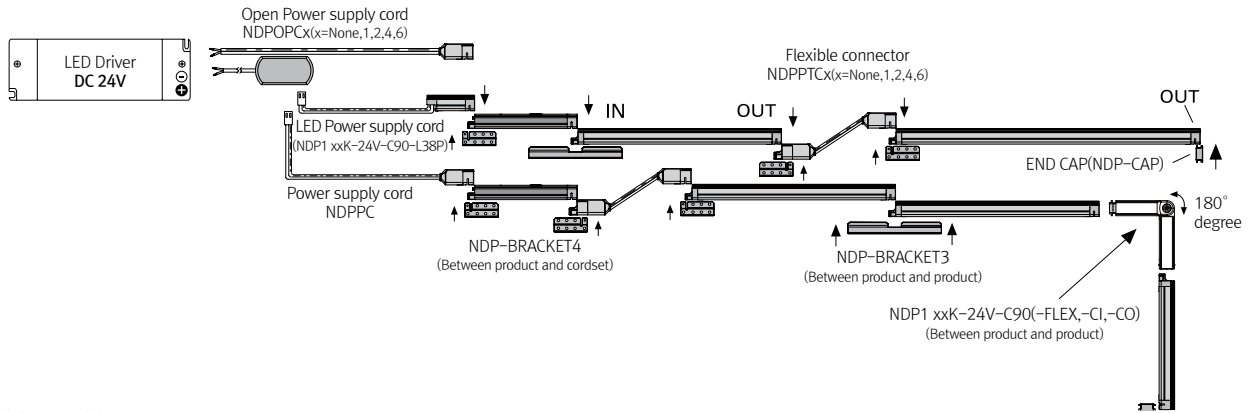 Open Power supply cord
NDPOPCx(x=None,1,2,4,6)
LED Driver
DC 24V
Flexible connector
NDPPTCx(x=None,1,2,4,6)
IN
OUT
OUT
LED Power supply cord
(NDP1 xxK-24V-C90-L38P)
END CAP(NDP-CAP)
Power supply cord
NDPPC
180°
degree
NDP-BRACKET4
(Between product and cordset)
NDP-BRACKET3
(Between product and product)
NDP1 xxK-24V-C90(-FLEX,-CI,-CO)
(Between product and product)